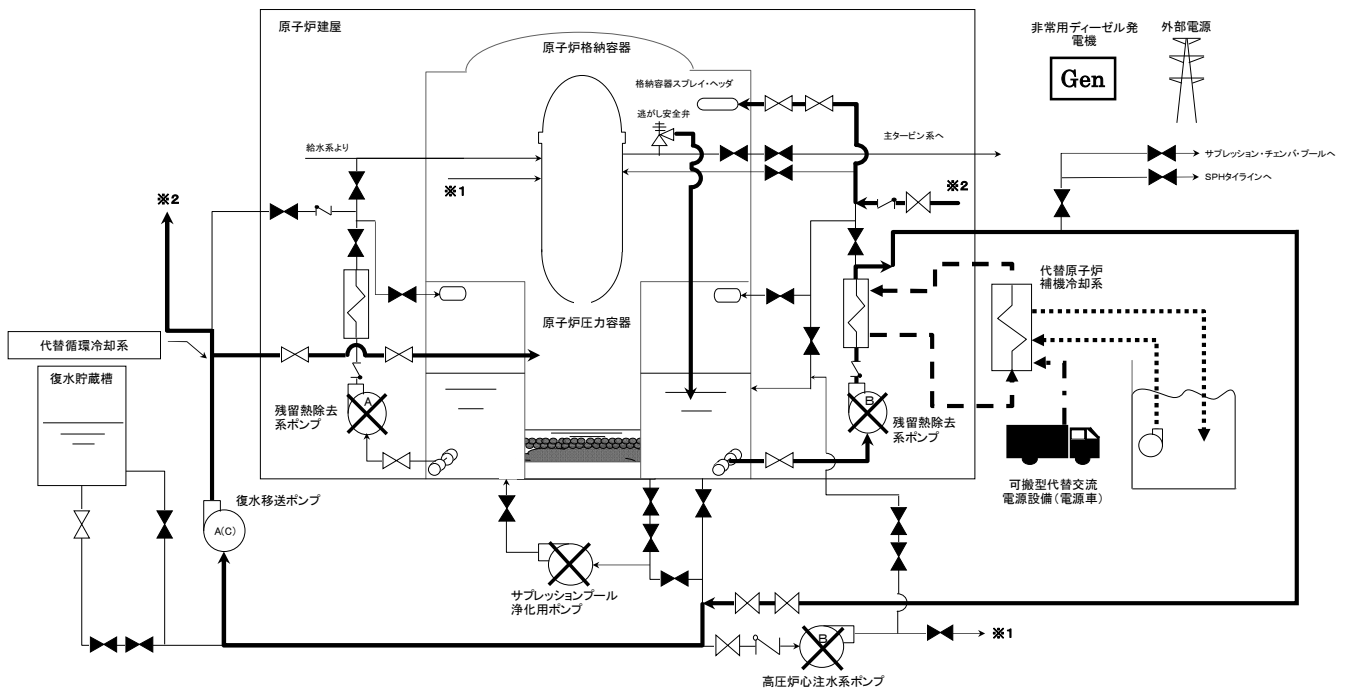 原子炉建屋
原子炉格納容器
非常用ディーゼル発
電機
外部電源
Gen
格納容器スプレイ・ヘッダ
逃がし安全弁
給水系より
主タービン系へ
サプレッション・チェンバ・プールへ
SPHタイラインへ
※1
※2
※2
代替原子炉
補機冷却系
原子炉圧力容器
代替循環冷却系
復水貯蔵槽
残留熱除去
系ポンプ
A
B
残留熱除去
系ポンプ
可搬型代替交流
電源設備(電源車)
復水移送ポンプ
A(C)
サプレッションプール
浄化用ポンプ
B
※1
高圧炉心注水系ポンプ